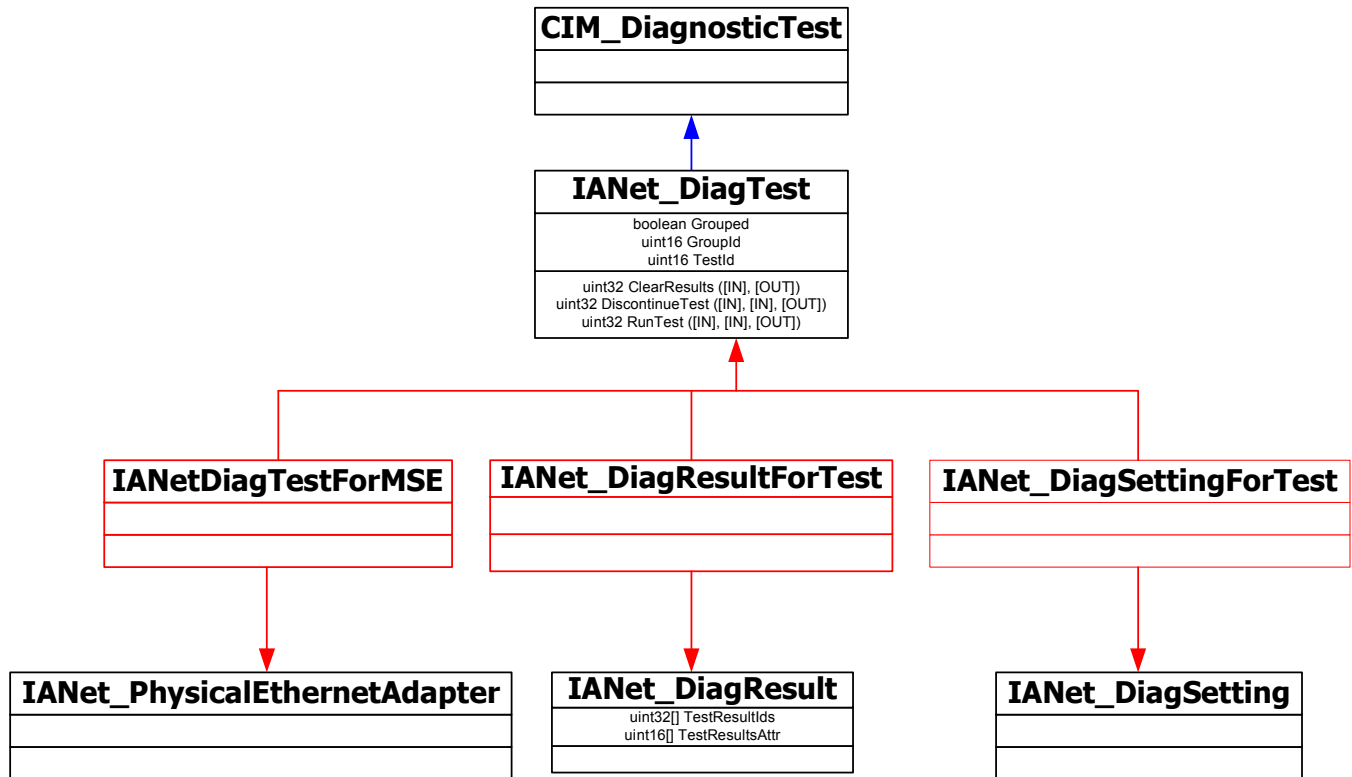 CIM_DiagnosticTest
IANet_DiagTest
boolean Grouped
uint16 GroupId
uint16 TestId
uint32 ClearResults ([IN], [OUT])
uint32 DiscontinueTest ([IN], [IN], [OUT])
uint32 RunTest ([IN], [IN], [OUT])
IANetDiagTestForMSE
IANet_DiagResultForTest
IANet_DiagSettingForTest
IANet_PhysicalEthernetAdapter
IANet_DiagResult
uint32[] TestResultIds
uint16[] TestResultsAttr
IANet_DiagSetting